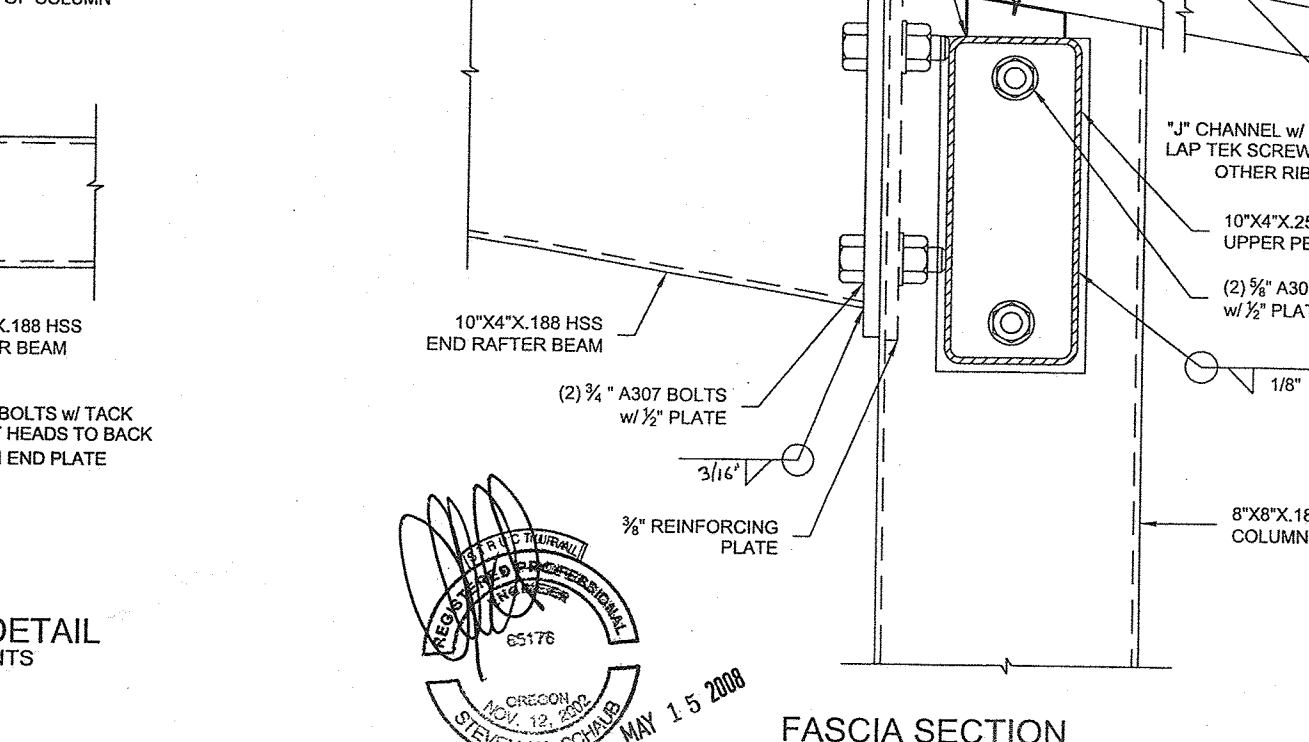 OF COLUMN
X.188 HSS
R BEAM
BOLTS w/ TACK
T HEADS TO BACK
END PLATE
DETAIL
NTS
10"X4"X.188 HSS
END RAFTER BEAM
(2) ¾" A307 BOLTS
w/ ½" PLATE
3/16"
⅜" REINFORCING
PLATE
STRUCTURAL
REGISTERED PROFESSIONAL
ENGINEER
65176
OREGON
NOV. 12, 2002
SCHAUB
MAY 15 2008
"J" CHANNEL w/
LAP TEK SCREW
OTHER RIB
10"X4"X.25
UPPER PE
(2) ⅝" A30
w/ ½" PLAT
1/8"
8"X8"X.18
COLUMN
FASCIA SECTION